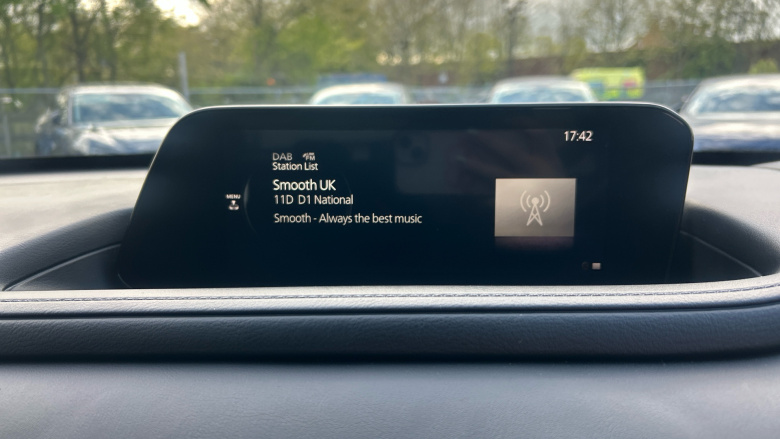 17:42
DAB
Station List
Smooth UK
MENU
11D D1 National
Smooth - Always the best music